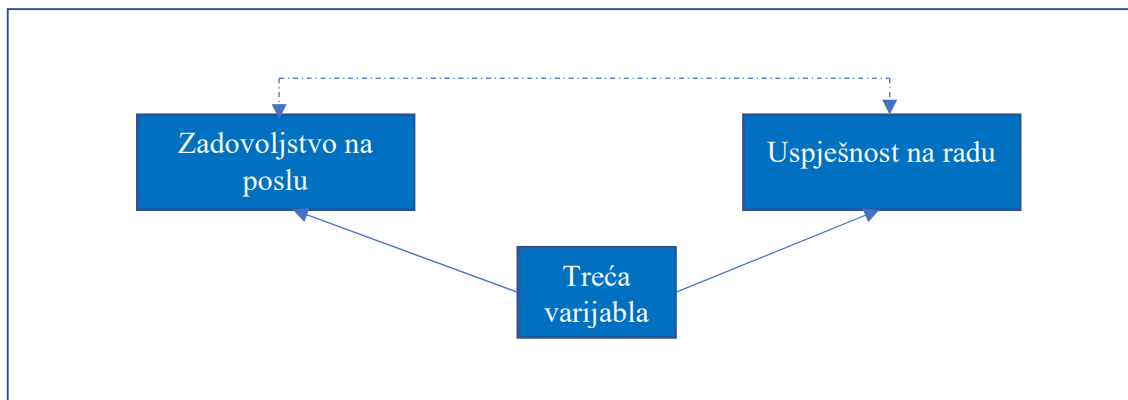 Zadovoljstvo na
poslu
Uspješnost na radu
Treća
varijabla